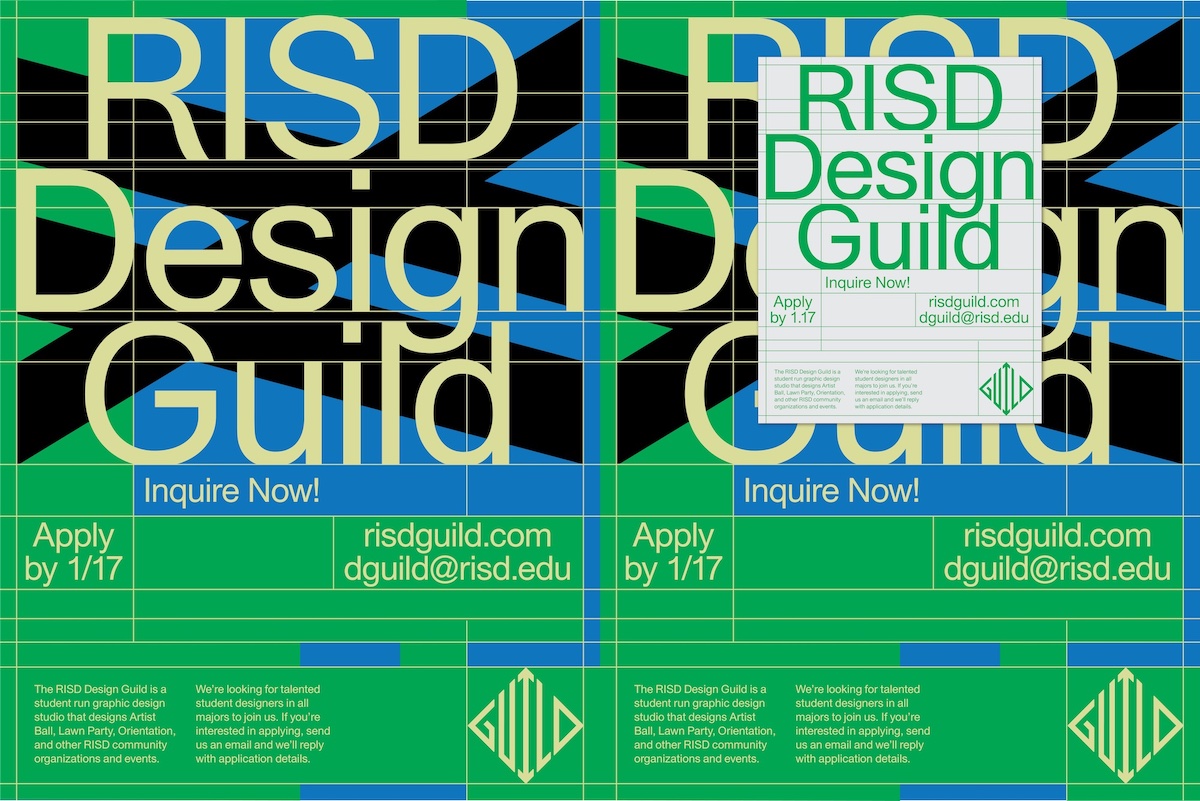 RISD
Design
Guild
Inquire Now!
Apply
by 1/17
risdguild.com
dguild@risd.edu
The RISD Design Guild is a
student run graphic design
studio that designs Artist
Ball, Lawn Party, Orientation,
and other RISD community
organizations and events.
We're looking for talented
student designers in all
majors to join us. If you're
interested in applying, send
us an email and we'll reply
with application details.
GUILD
RISD
Design
Guild
Inquire Now!
Apply
by 1/17
risdguild.com
dguild@risd.edu
The RISD Design Guild is a
student run graphic design
studio that designs Artist
Ball, Lawn Party, Orientation,
and other RISD community
organizations and events.
We're looking for talented
student designers in all
majors to join us. If you're
interested in applying, send
us an email and we'll reply
with application details.
GUILD
RISD
Design
Guild
Inquire Now!
Apply
by 1.17
risdguild.com
dguild@risd.edu
The RISD Design Guild is a
student run graphic design
studio that designs Artist
Ball, Lawn Party, Orientation,
and other RISD community
organizations and events.
We're looking for talented
student designers in all
majors to join us. If you're
interested in applying, send
us an email and we'll reply
with application details.
GUILD